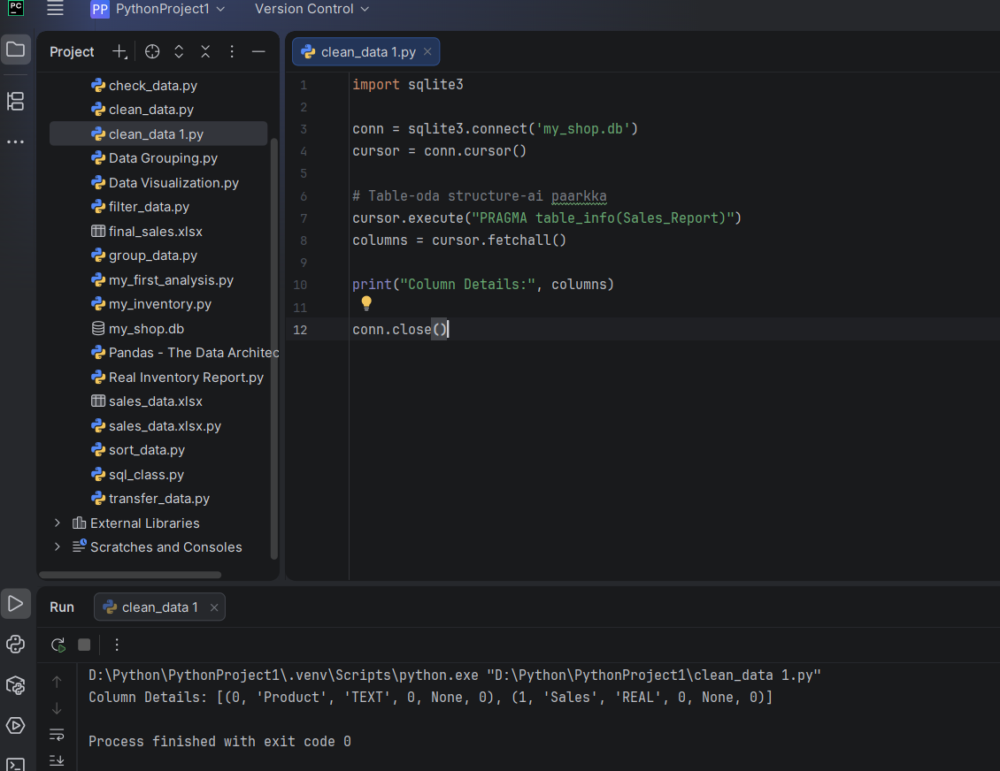 PC
PP PythonProject1 Version Control
Project
clean_data 1.py
check_data.py
clean_data.py
clean_data 1.py
Data Grouping.py
Data Visualization.py
filter_data.py
final_sales.xlsx
group_data.py
my_first_analysis.py
my_inventory.py
my_shop.db
Pandas - The Data Architec
Real Inventory Report.py
sales_data.xlsx
sales_data.xlsx.py
sort_data.py
sql_class.py
transfer_data.py
External Libraries
Scratches and Consoles
1 import sqlite3
2
3 conn = sqlite3.connect('my_shop.db')
4 cursor = conn.cursor()
5
6 # Table-oda structure-ai paarkka
7 cursor.execute("PRAGMA table_info(Sales_Report)")
8 columns = cursor.fetchall()
9
10 print("Column Details:", columns)
11
12 conn.close()
Run clean_data 1
D:\Python\PythonProject1\.venv\Scripts\python.exe "D:\Python\PythonProject1\clean_data 1.py"
Column Details: [(0, 'Product', 'TEXT', 0, None, 0), (1, 'Sales', 'REAL', 0, None, 0)]
Process finished with exit code 0